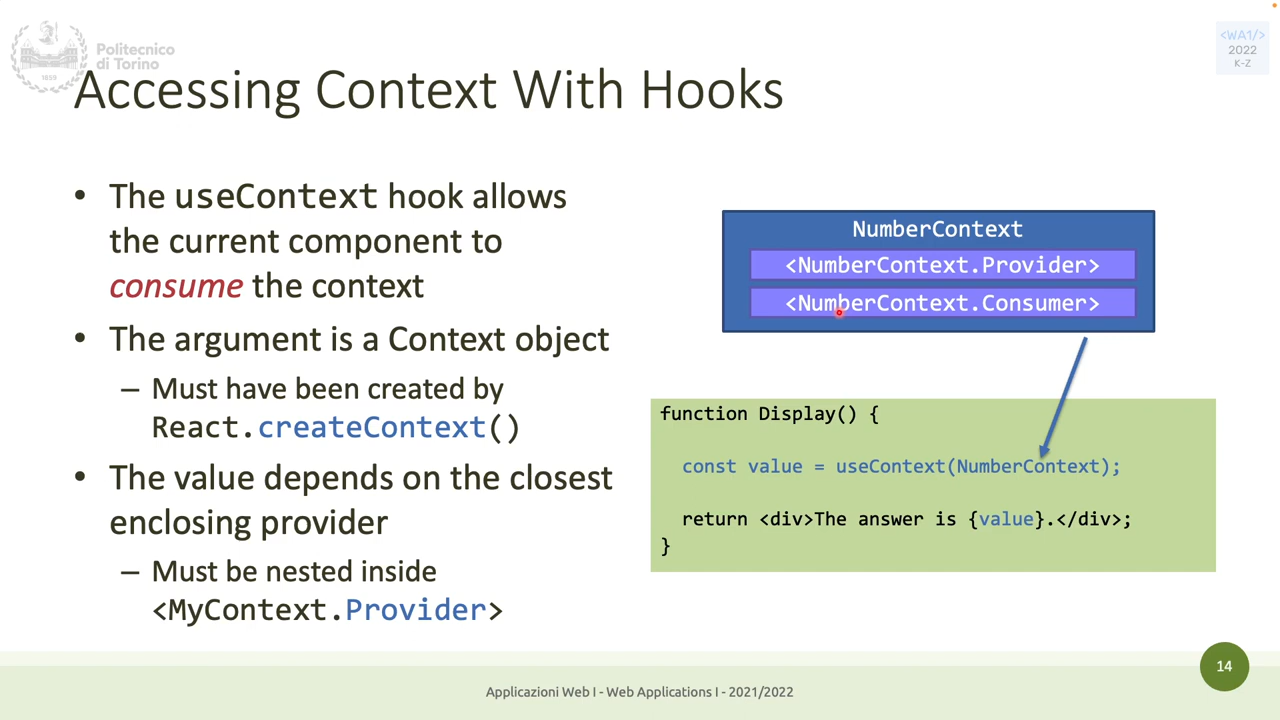 Politecnico
di Torino
1859
<WA1/>
2022
K-Z
Accessing Context With Hooks
• The useContext hook allows
the current component to
consume the context
• The argument is a Context object
– Must have been created by
React.createContext()
• The value depends on the closest
enclosing provider
– Must be nested inside
<MyContext.Provider>
NumberContext
<NumberContext.Provider>
<NumberContext.Consumer>
function Display() {
const value = useContext(NumberContext);
return <div>The answer is {value}.</div>;
}
14
Applicazioni Web I - Web Applications I - 2021/2022